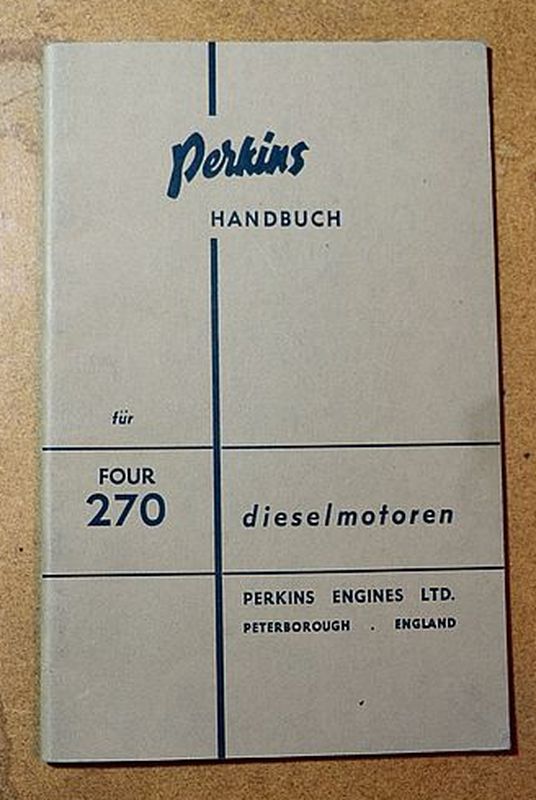 Perkins
HANDBUCH
für
FOUR
270
dieselmotoren
PERKINS ENGINES LTD.
PETERBOROUGH . ENGLAND